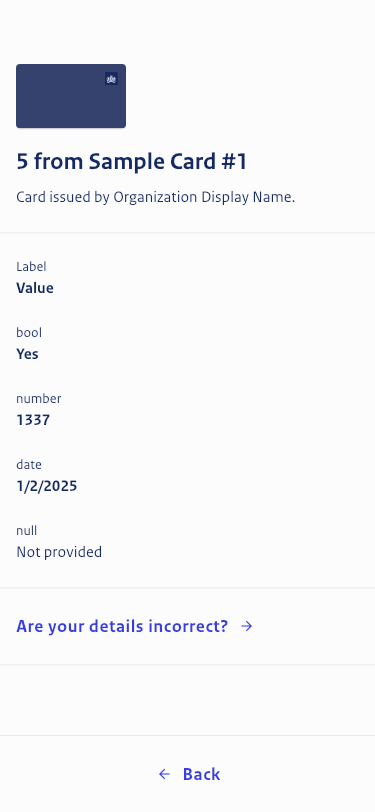 5 from Sample Card #1
Card issued by Organization Display Name.
Label
Value
bool
Yes
number
1337
date
1/2/2025
null
Not provided
Are your details incorrect?
Back